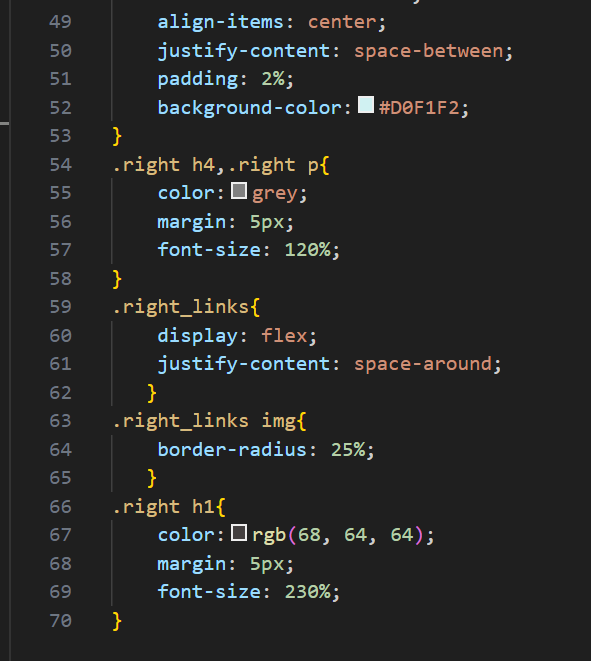 49 align-items: center;
50 justify-content: space-between;
51 padding: 2%;
52 background-color: #D0F1F2;
53 }
54 .right h4,.right p{
55 color: grey;
56 margin: 5px;
57 font-size: 120%;
58 }
59 .right_links{
60 display: flex;
61 justify-content: space-around;
62 }
63 .right_links img{
64 border-radius: 25%;
65 }
66 .right h1{
67 color: rgb(68, 64, 64);
68 margin: 5px;
69 font-size: 230%;
70 }